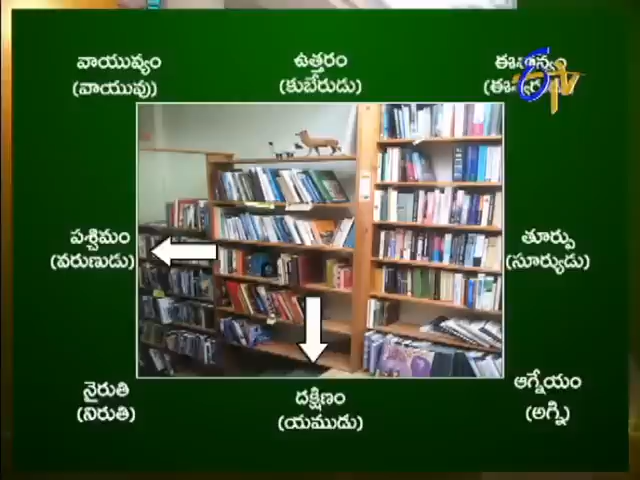 వాయువ్యం
(వాయువు)
ఉత్తరం
(కుబేరుడు)
పశ్చిమం
(వరుణుడు)
తూర్పు
(సూర్యుడు)
నైరుతి
(నిరుతి)
దక్షిణం
(యముడు)
ఆగ్నేయం
(అగ్ని)